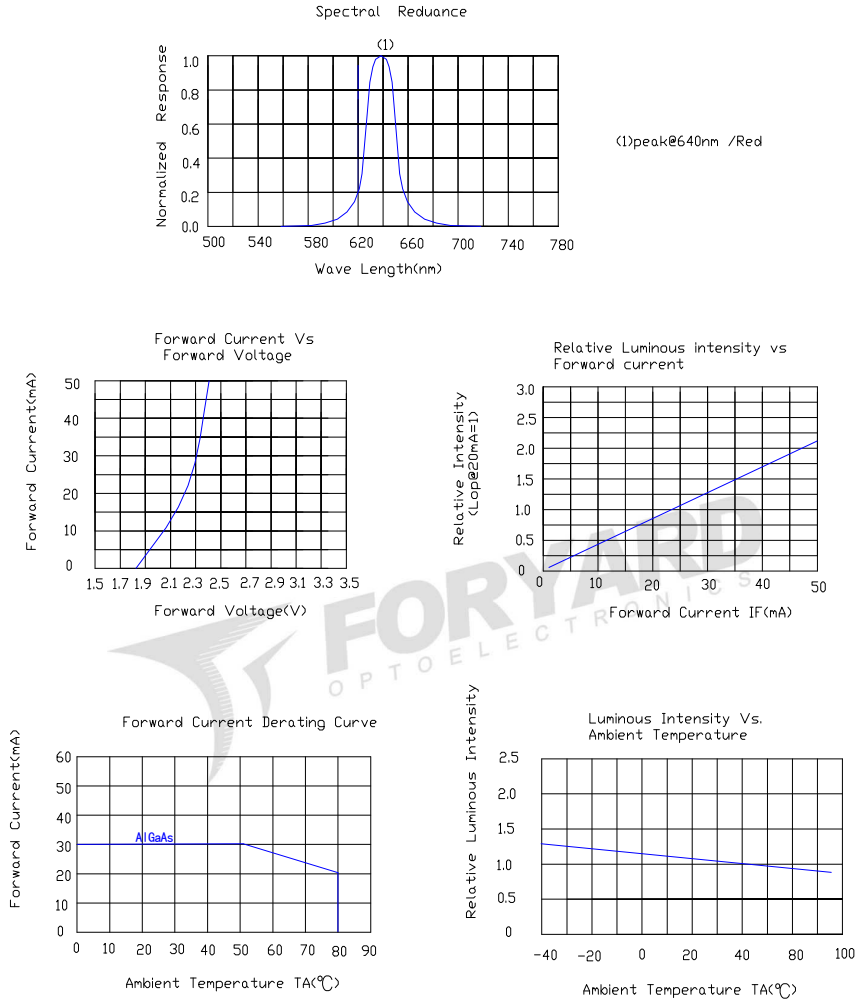 Spectral Reduance
(1)
Normalized Response
1.0
0.8
0.6
0.4
0.2
0.0
500 540 580 620 660 700 740 780
Wave Length(nm)
(1)peak@640nm /Red
Forward Current Vs
Forward Voltage
Forward Current(mA)
50
40
30
20
10
0
1.5 1.7 1.9 2.1 2.3 2.5 2.7 2.9 3.1 3.3 3.5
Forward Voltage(V)
Relative Luminous intensity vs
Forward current
Relative Intensity
(Lop@20mA=1)
3.0
2.5
2.0
1.5
1.0
0.5
0 10 20 30 40 50
Forward Current IF(mA)
FORYARD
OPTOELECTRONICS
Forward Current Derating Curve
Forward Current(mA)
60
50
40
30
20
10
0
AlGaAs
0 10 20 30 40 50 70 80 90
Ambient Temperature TA(℃)
Luminous Intensity Vs.
Ambient Temperature
Relative Luminous Intensity
2.5
2.0
1.5
1.0
0.5
0
-40 -20 0 20 40 80 100
Ambient Temperature TA(℃)